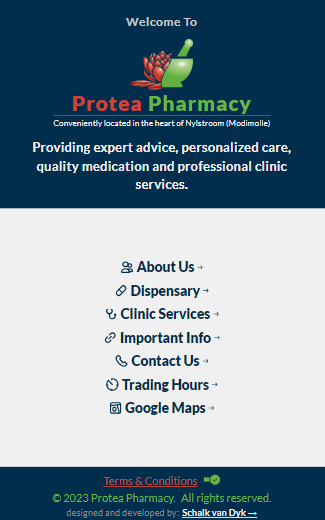 Welcome To
Protea Pharmacy
Conveniently located in the heart of Nylstroom (Modimolle)
Providing expert advice, personalized care,
quality medication and professional clinic
services.
About Us →
Dispensary →
Clinic Services →
Important Info →
Contact Us →
Trading Hours →
Google Maps →
Terms & Conditions
© 2023 Protea Pharmacy. All rights reserved.
designed and developed by: Schalk van Dyk →